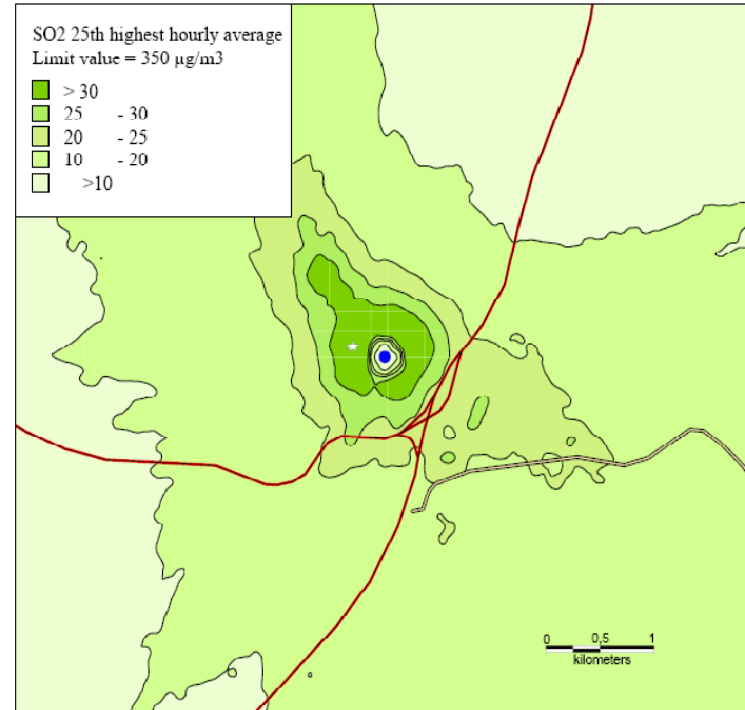 SO2 25th highest hourly average
Limit value = 350 µg/m3
> 30
25 - 30
20 - 25
10 - 20
>10
0 0,5 1
kilometers